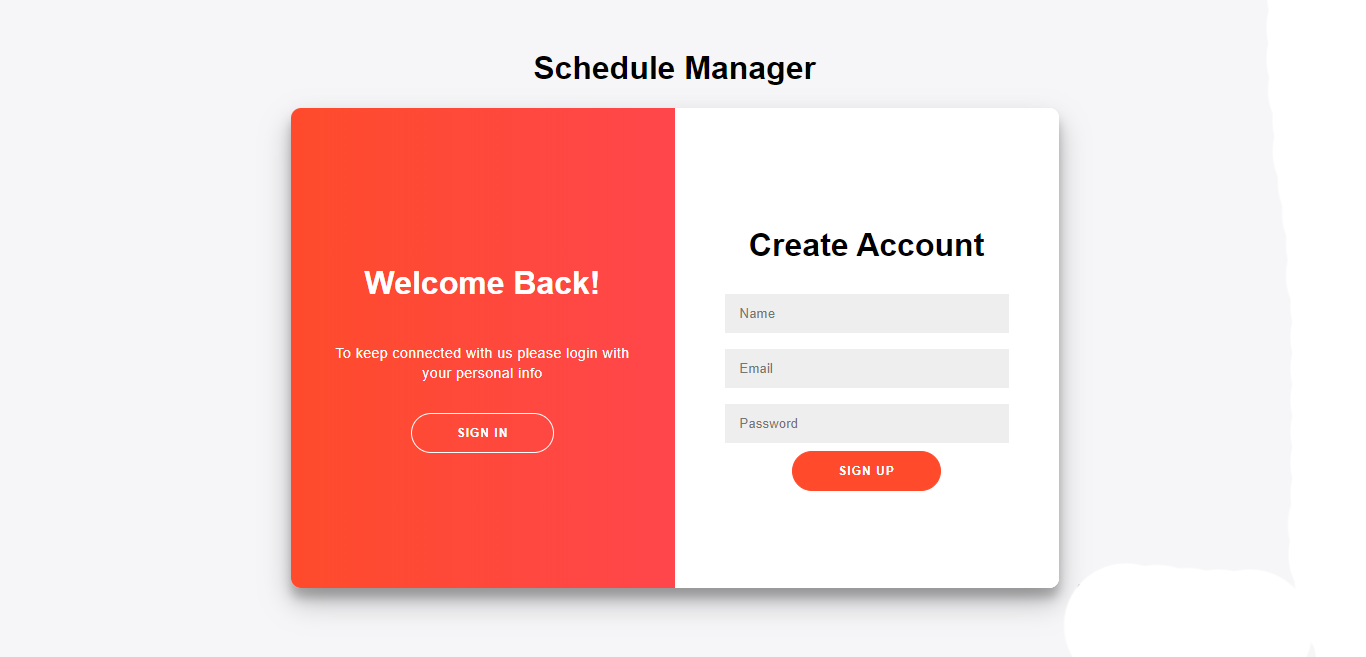 Schedule Manager
Welcome Back!
To keep connected with us please login with
your personal info
SIGN IN
Create Account
Name
Email
Password
SIGN UP